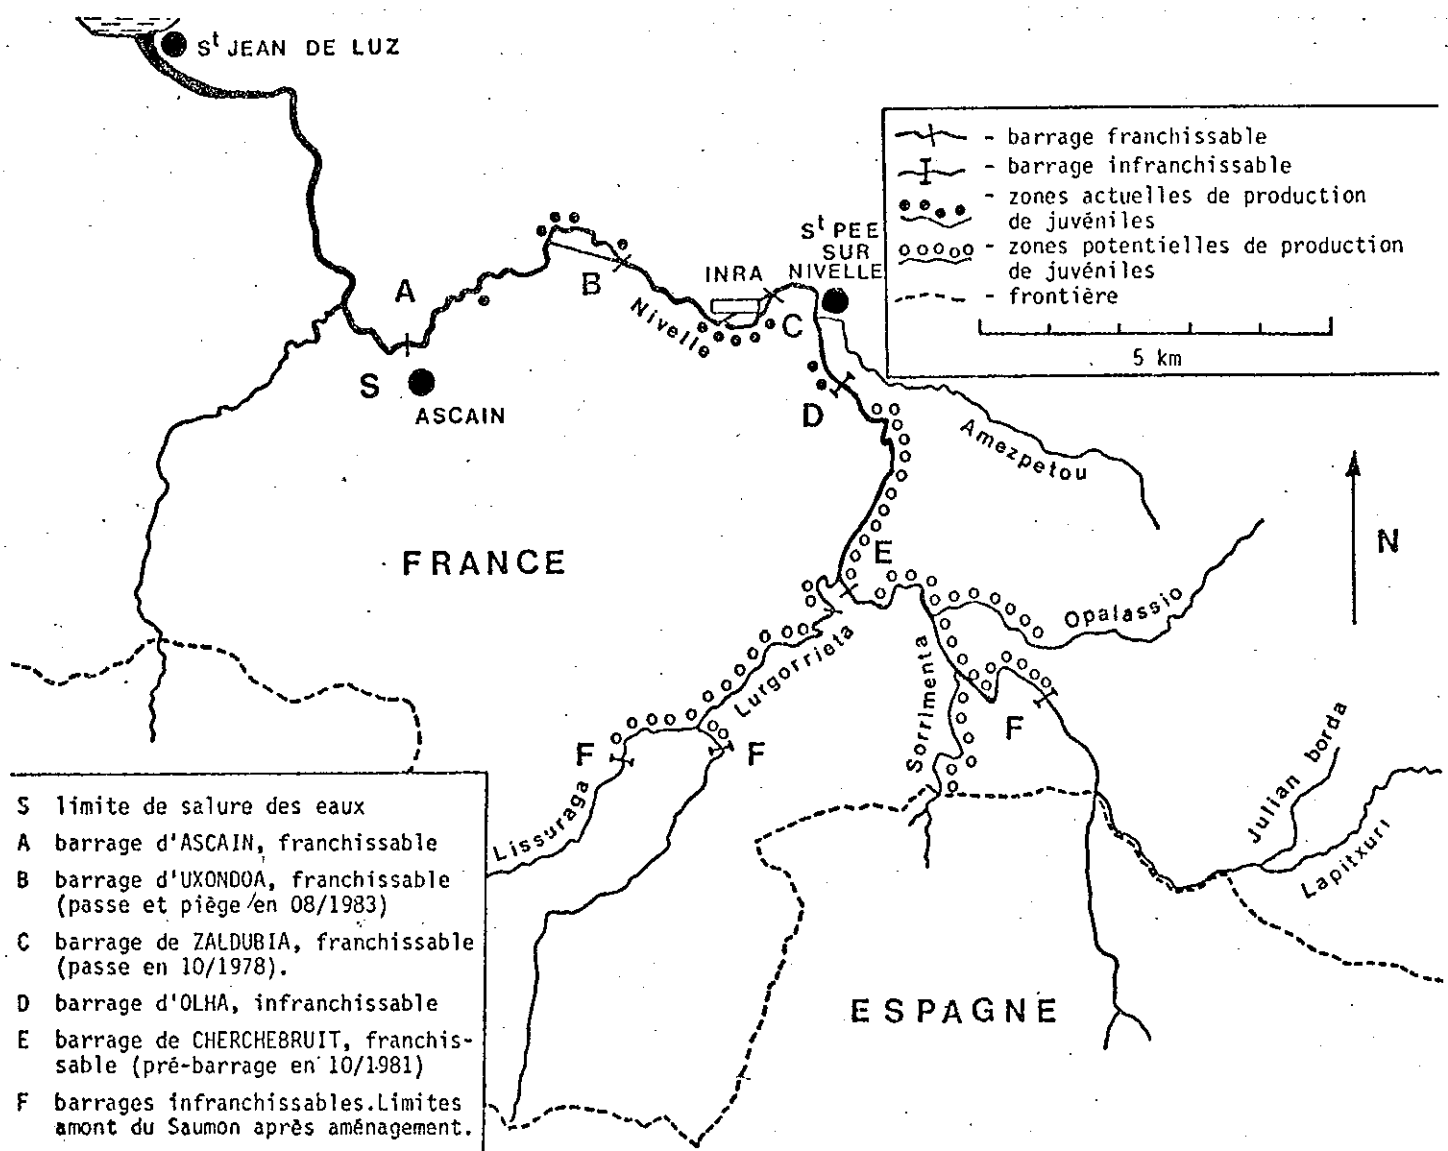 St JEAN DE LUZ
- barrage franchissable
- barrage infranchissable
- zones actuelles de production
de juvéniles
- zones potentielles de production
de juvéniles
- frontière
5 km
St PEE
SUR
NIVELLE
INRA
A
B
Nivelle
C
S
ASCAIN
D
Amezpetou
FRANCE
E
N
Opalassio
Lurgorrieta
Sorrimenta
F
F
F
Julian borda
Lapitxuri
Lissuraga
ESPAGNE
S limite de salure des eaux
A barrage d'ASCAIN, franchissable
B barrage d'UXONDOA, franchissable
(passe et piège en 08/1983)
C barrage de ZALDUBIA, franchissable
(passe en 10/1978).
D barrage d'OLHA, infranchissable
E barrage de CHERCHEBRUIT, franchis-
sable (pré-barrage en 10/1981)
F barrages infranchissables.Limites
amont du Saumon après aménagement.